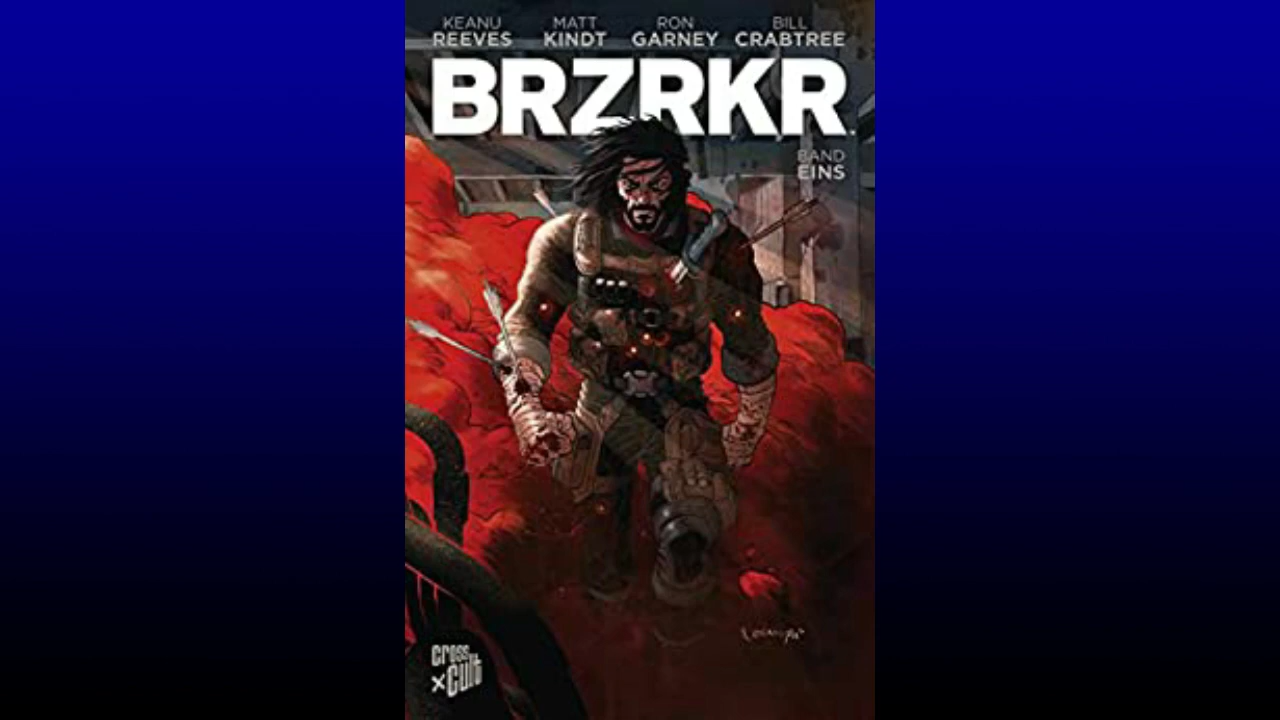 KEANU MATT RON BILL
REEVES KINDT GARNEY CRABTREE
BRZRKR.
BAND
EINS
cross
cult